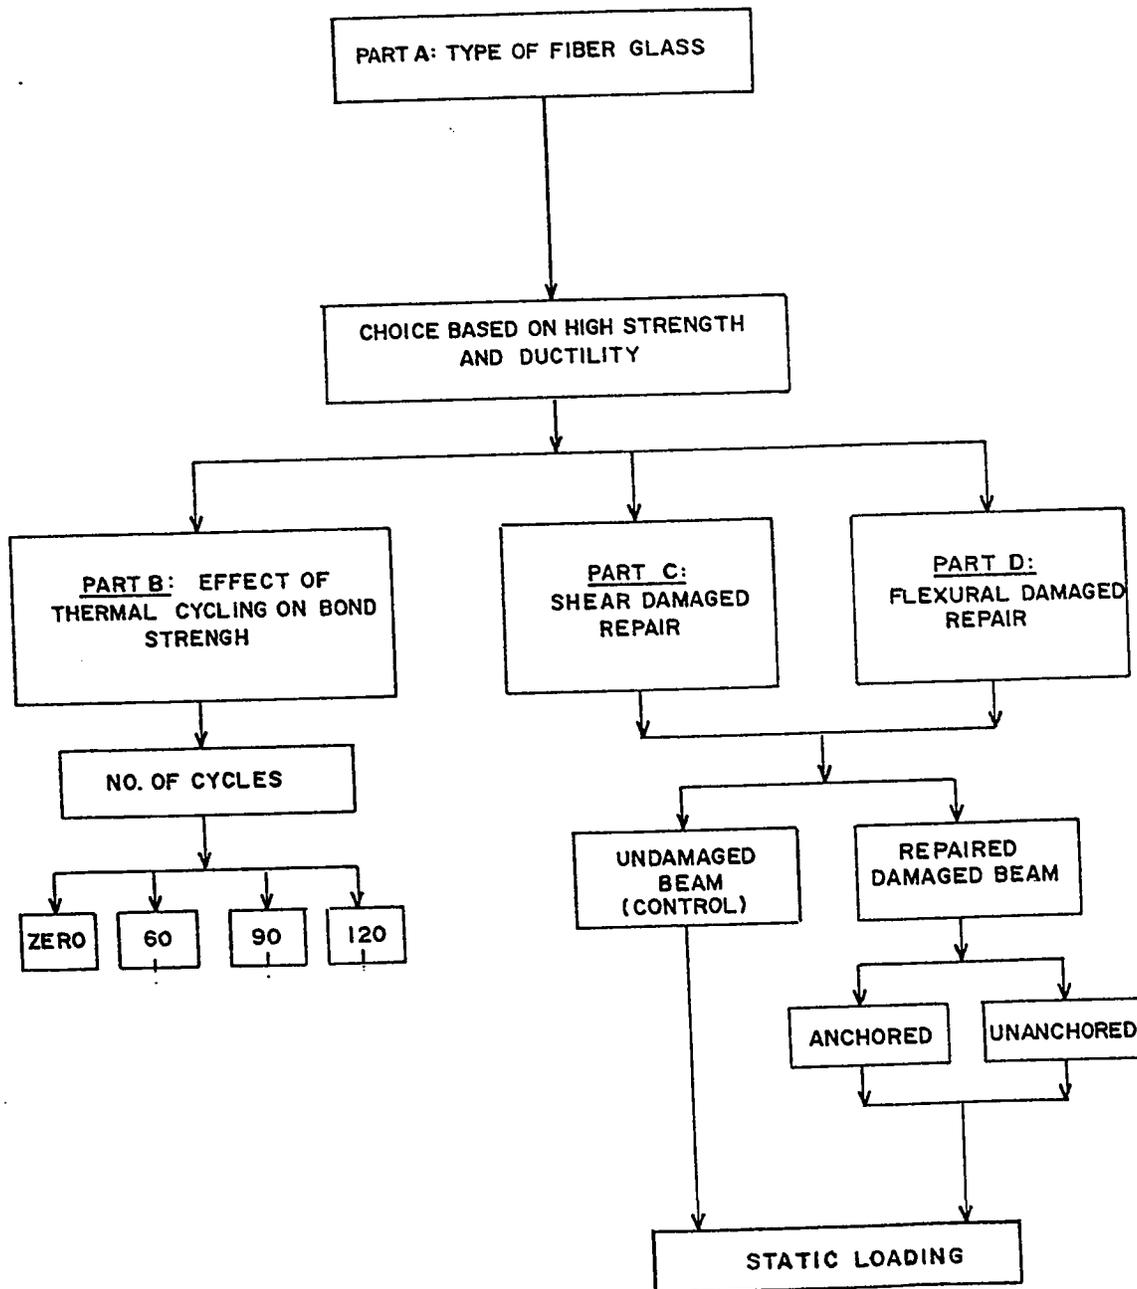 PART A: TYPE OF FIBER GLASS
CHOICE BASED ON HIGH STRENGTH
AND DUCTILITY
PART B: EFFECT OF
THERMAL CYCLING ON BOND
STRENGH
PART C:
SHEAR DAMAGED
REPAIR
PART D:
FLEXURAL DAMAGED
REPAIR
NO. OF CYCLES
ZERO
60
90
120
UNDAMAGED
BEAM
(CONTROL)
REPAIRED
DAMAGED BEAM
ANCHORED
UNANCHORED
STATIC LOADING